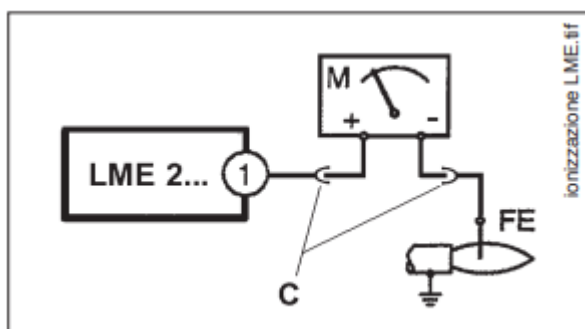 M
+ -
LME 2... 1
FE
C
ionizzazione LME.tif